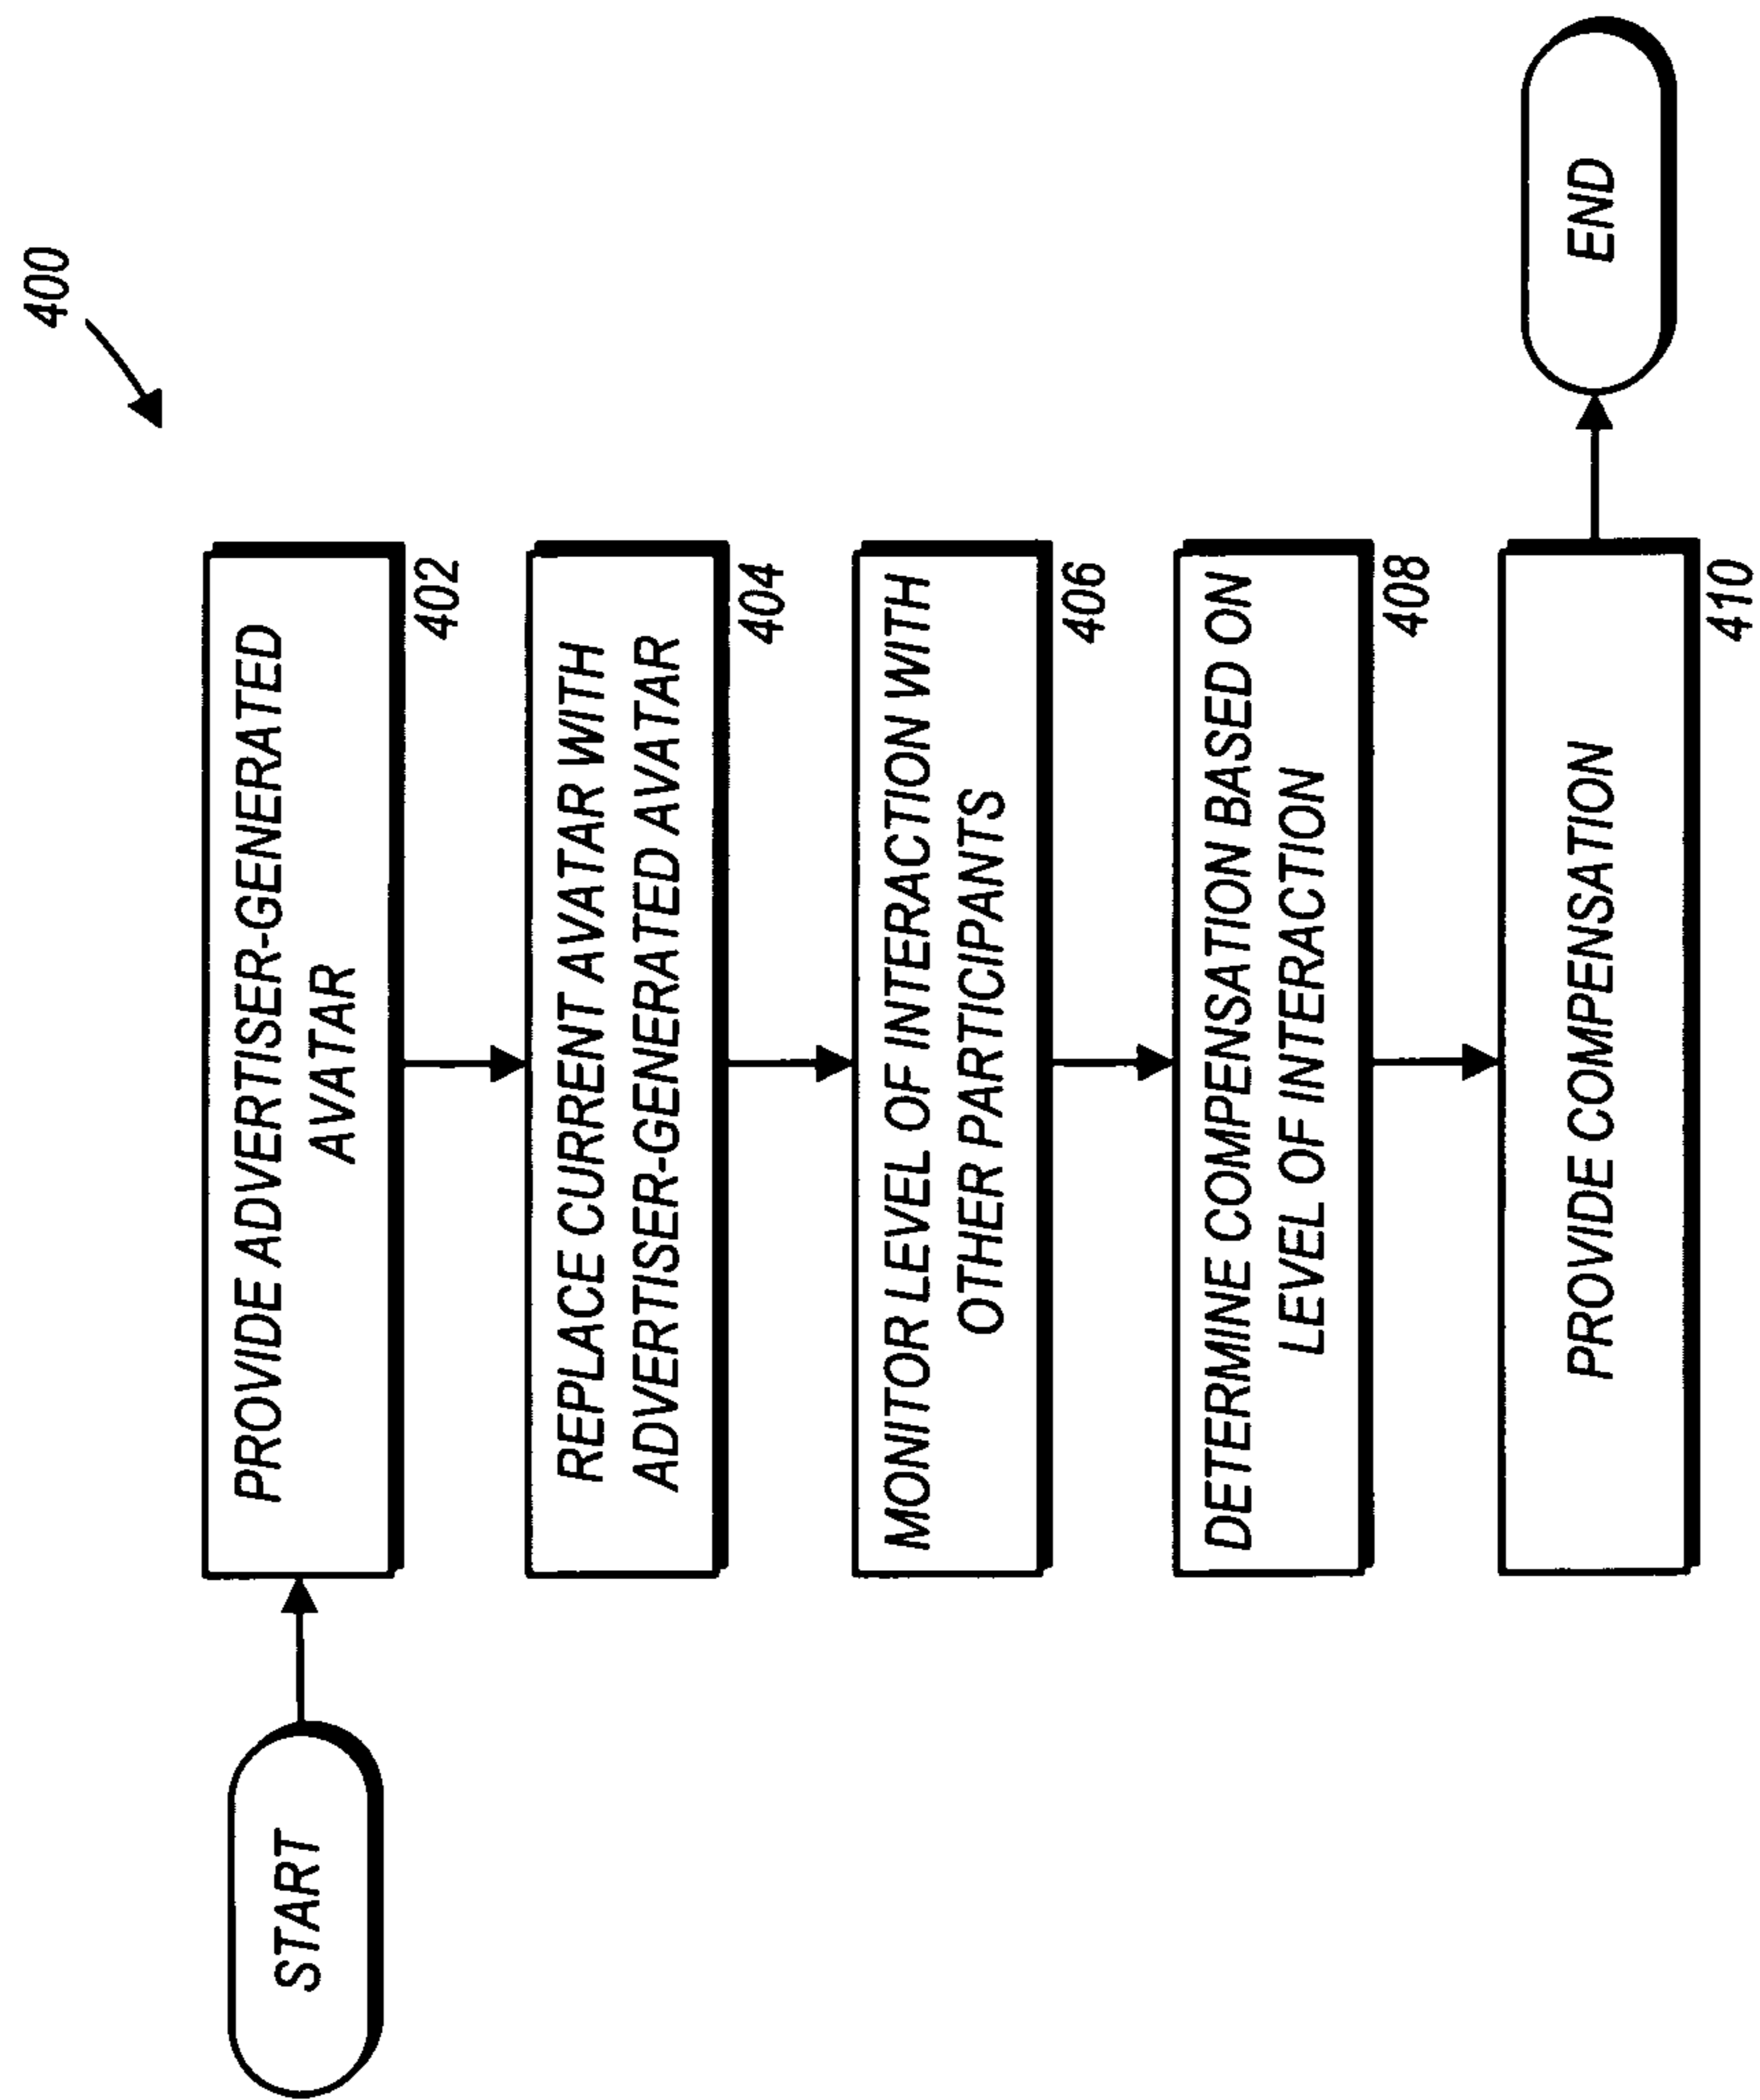 400
START
PROVIDE ADVERTISER-GENERATED
AVATAR
402
REPLACE CURRENT AVATAR WITH
ADVERTISER-GENERATED AVATAR
404
MONITOR LEVEL OF INTERACTION WITH
OTHER PARTICIPANTS
406
DETERMINE COMPENSATION BASED ON
LEVEL OF INTERACTION
408
PROVIDE COMPENSATION
410
END